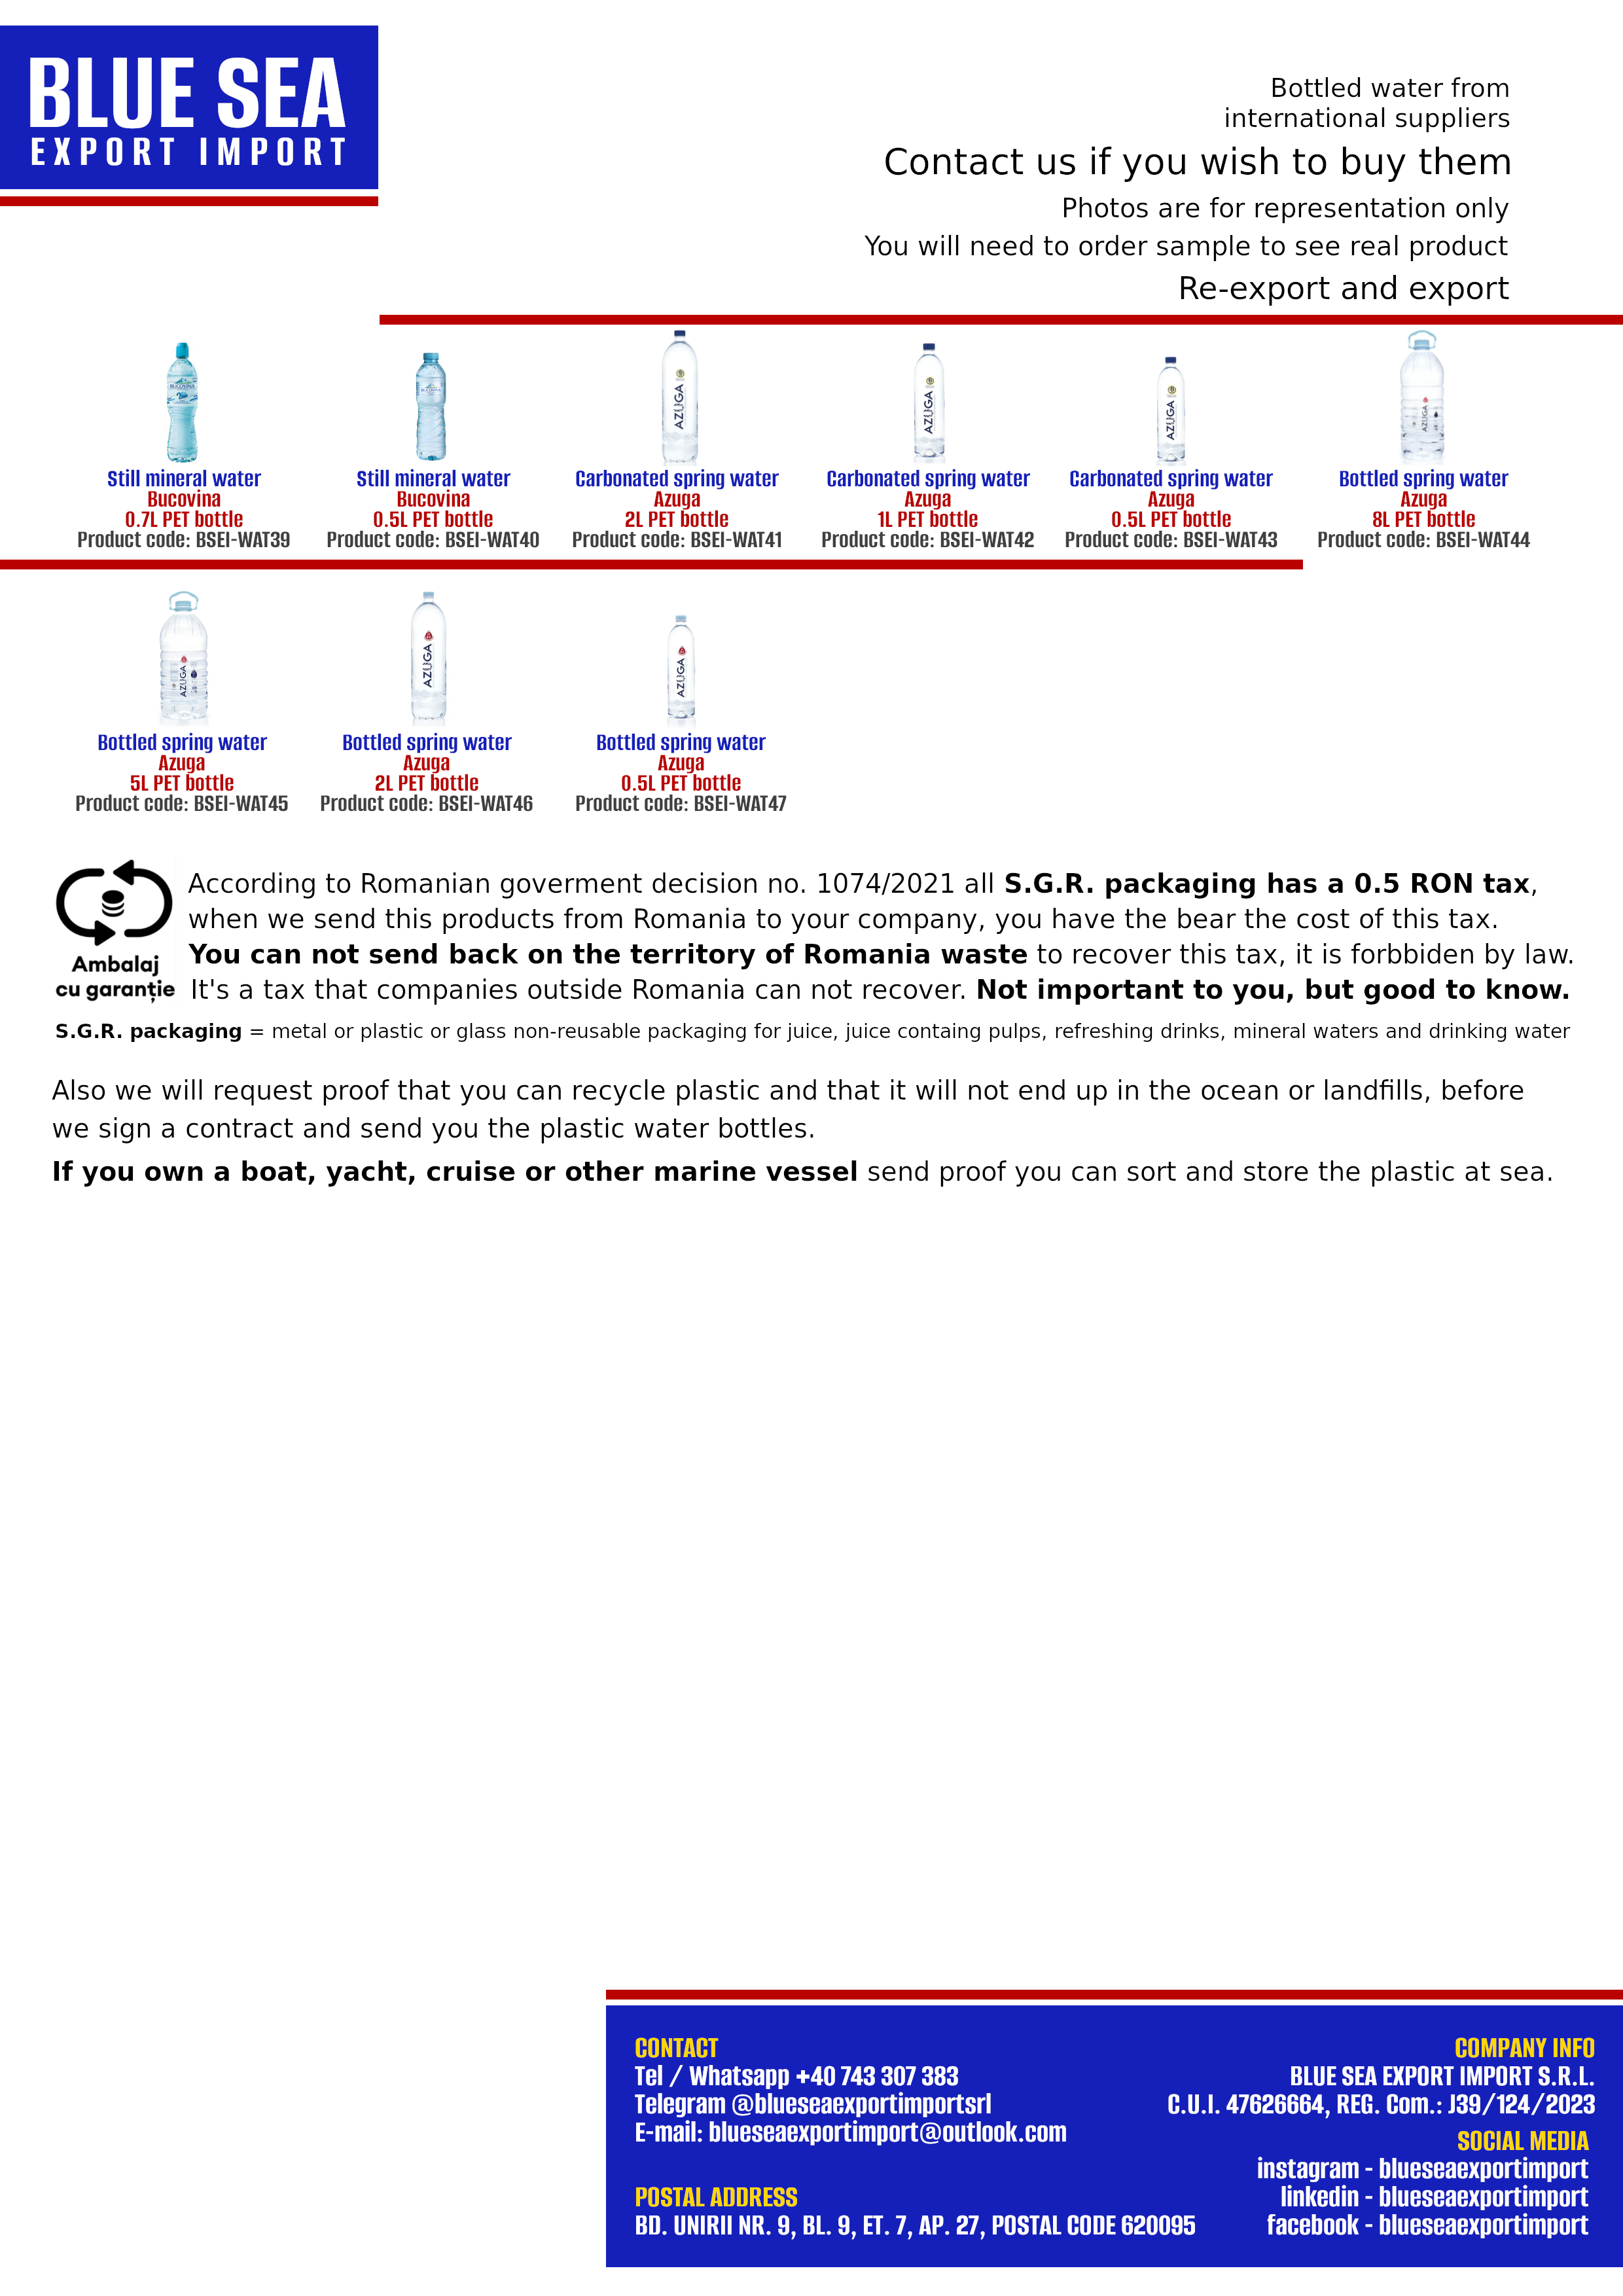 BLUE SEA
EXPORT IMPORT
Bottled water from
international suppliers
Contact us if you wish to buy them
Photos are for representation only
You will need to order sample to see real product
Re-export and export
BUCOVINA
BUCOVINA
AZUGA
AZUGA
AZUGA
AZUGA
Still mineral water
Bucovina
0.7L PET bottle
Product code: BSEI-WAT39
Still mineral water
Bucovina
0.5L PET bottle
Product code: BSEI-WAT40
Carbonated spring water
Azuga
2L PET bottle
Product code: BSEI-WAT41
Carbonated spring water
Azuga
1L PET bottle
Product code: BSEI-WAT42
Carbonated spring water
Azuga
0.5L PET bottle
Product code: BSEI-WAT43
Bottled spring water
Azuga
8L PET bottle
Product code: BSEI-WAT44
AZUGA
AZUGA
AZUGA
Bottled spring water
Azuga
5L PET bottle
Product code: BSEI-WAT45
Bottled spring water
Azuga
2L PET bottle
Product code: BSEI-WAT46
Bottled spring water
Azuga
0.5L PET bottle
Product code: BSEI-WAT47
Ambalaj
cu garanție
According to Romanian goverment decision no. 1074/2021 all S.G.R. packaging has a 0.5 RON tax,
when we send this products from Romania to your company, you have the bear the cost of this tax.
You can not send back on the territory of Romania waste to recover this tax, it is forbbiden by law.
It's a tax that companies outside Romania can not recover. Not important to you, but good to know.
S.G.R. packaging = metal or plastic or glass non-reusable packaging for juice, juice containg pulps, refreshing drinks, mineral waters and drinking water
Also we will request proof that you can recycle plastic and that it will not end up in the ocean or landfills, before
we sign a contract and send you the plastic water bottles.
If you own a boat, yacht, cruise or other marine vessel send proof you can sort and store the plastic at sea.
CONTACT
Tel / Whatsapp +40 743 307 383
Telegram @blueseaexportimportsrl
E-mail: blueseaexportimport@outlook.com
POSTAL ADDRESS
BD. UNIRII NR. 9, BL. 9, ET. 7, AP. 27, POSTAL CODE 620095
COMPANY INFO
BLUE SEA EXPORT IMPORT S.R.L.
C.U.I. 47626664, REG. Com.: J39/124/2023
SOCIAL MEDIA
instagram - blueseaexportimport
linkedin - blueseaexportimport
facebook - blueseaexportimport